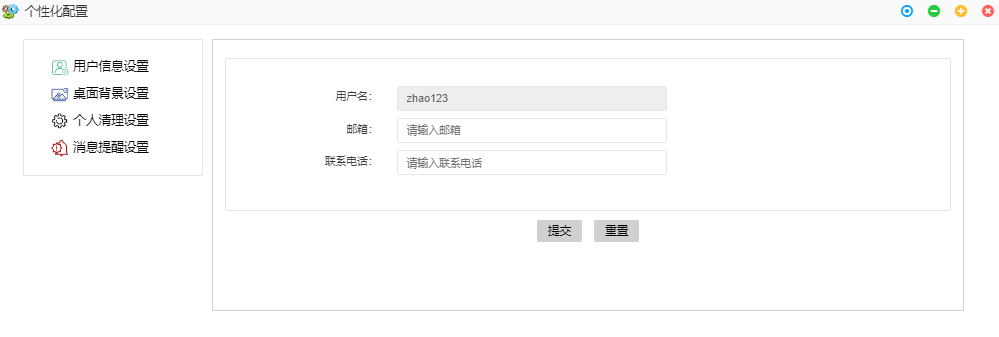 个性化配置
用户信息设置
桌面背景设置
个人清理设置
消息提醒设置
用户名： zhao123
邮箱： 请输入邮箱
联系电话： 请输入联系电话
提交 重置